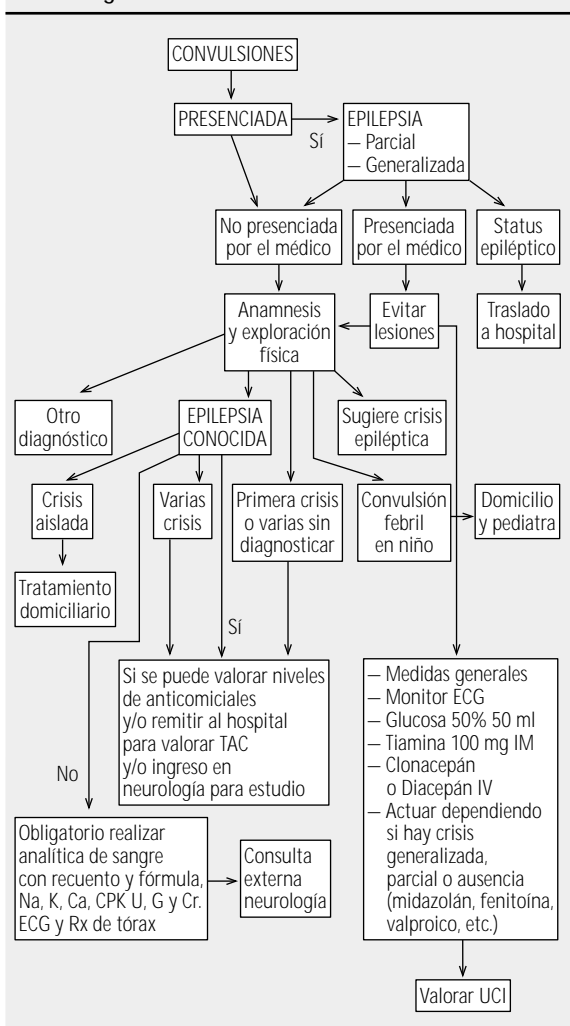 CONVULSIONES
PRESENCIADA
Sí
EPILEPSIA
— Parcial
— Generalizada
No presenciada
por el médico
Presenciada
por el médico
Status
epiléptico
Anamnesis
y exploración
física
Evitar
lesiones
Traslado
a hospital
Otro
diagnóstico
EPILEPSIA
CONOCIDA
Sugiere crisis
epiléptica
Crisis
aislada
Varias
crisis
Primera crisis
o varias sin
diagnosticar
Convulsión
febril
en niño
Domicilio
y pediatra
Tratamiento
domiciliario
Sí
Si se puede valorar niveles
de anticomiciales
y/o remitir al hospital
para valorar TAC
y/o ingreso en
neurología para estudio
— Medidas generales
— Monitor ECG
— Glucosa 50% 50 ml
— Tiamina 100 mg IM
— Clonacepán
o Diacepán IV
— Actuar dependiendo
si hay crisis
generalizada,
parcial o ausencia
(midazolán, fenitoína,
valproico, etc.)
No
Obligatorio realizar
analítica de sangre
con recuento y fórmula,
Na, K, Ca, CPK U, G y Cr.
ECG y Rx de tórax
Consulta
externa
neurología
Valorar UCI